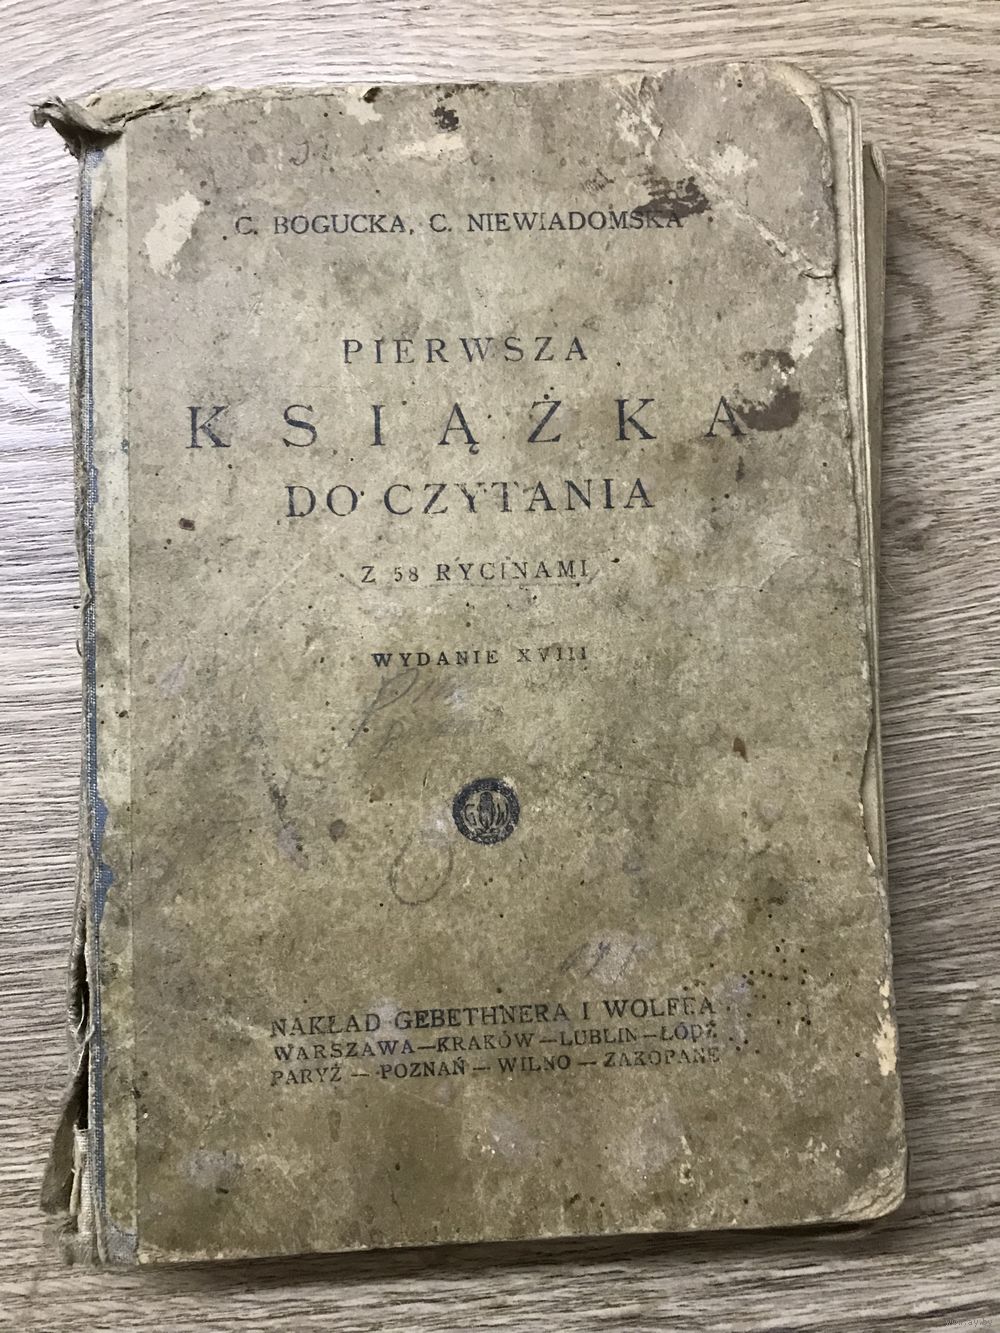 C. BOGUCKA, C. NIEWIADOMSKA
PIERWSZA
KSIĄŻKA
DO CZYTANIA
Z 58 RYCINAMI
WYDANIE XVIII
NAKŁAD GEBETHNERA I WOLFFA
WARSZAWA—KRAKÓW—LUBLIN—ŁÓDŹ
PARYŻ — POZNAŃ — WILNO — ZAKOPANE